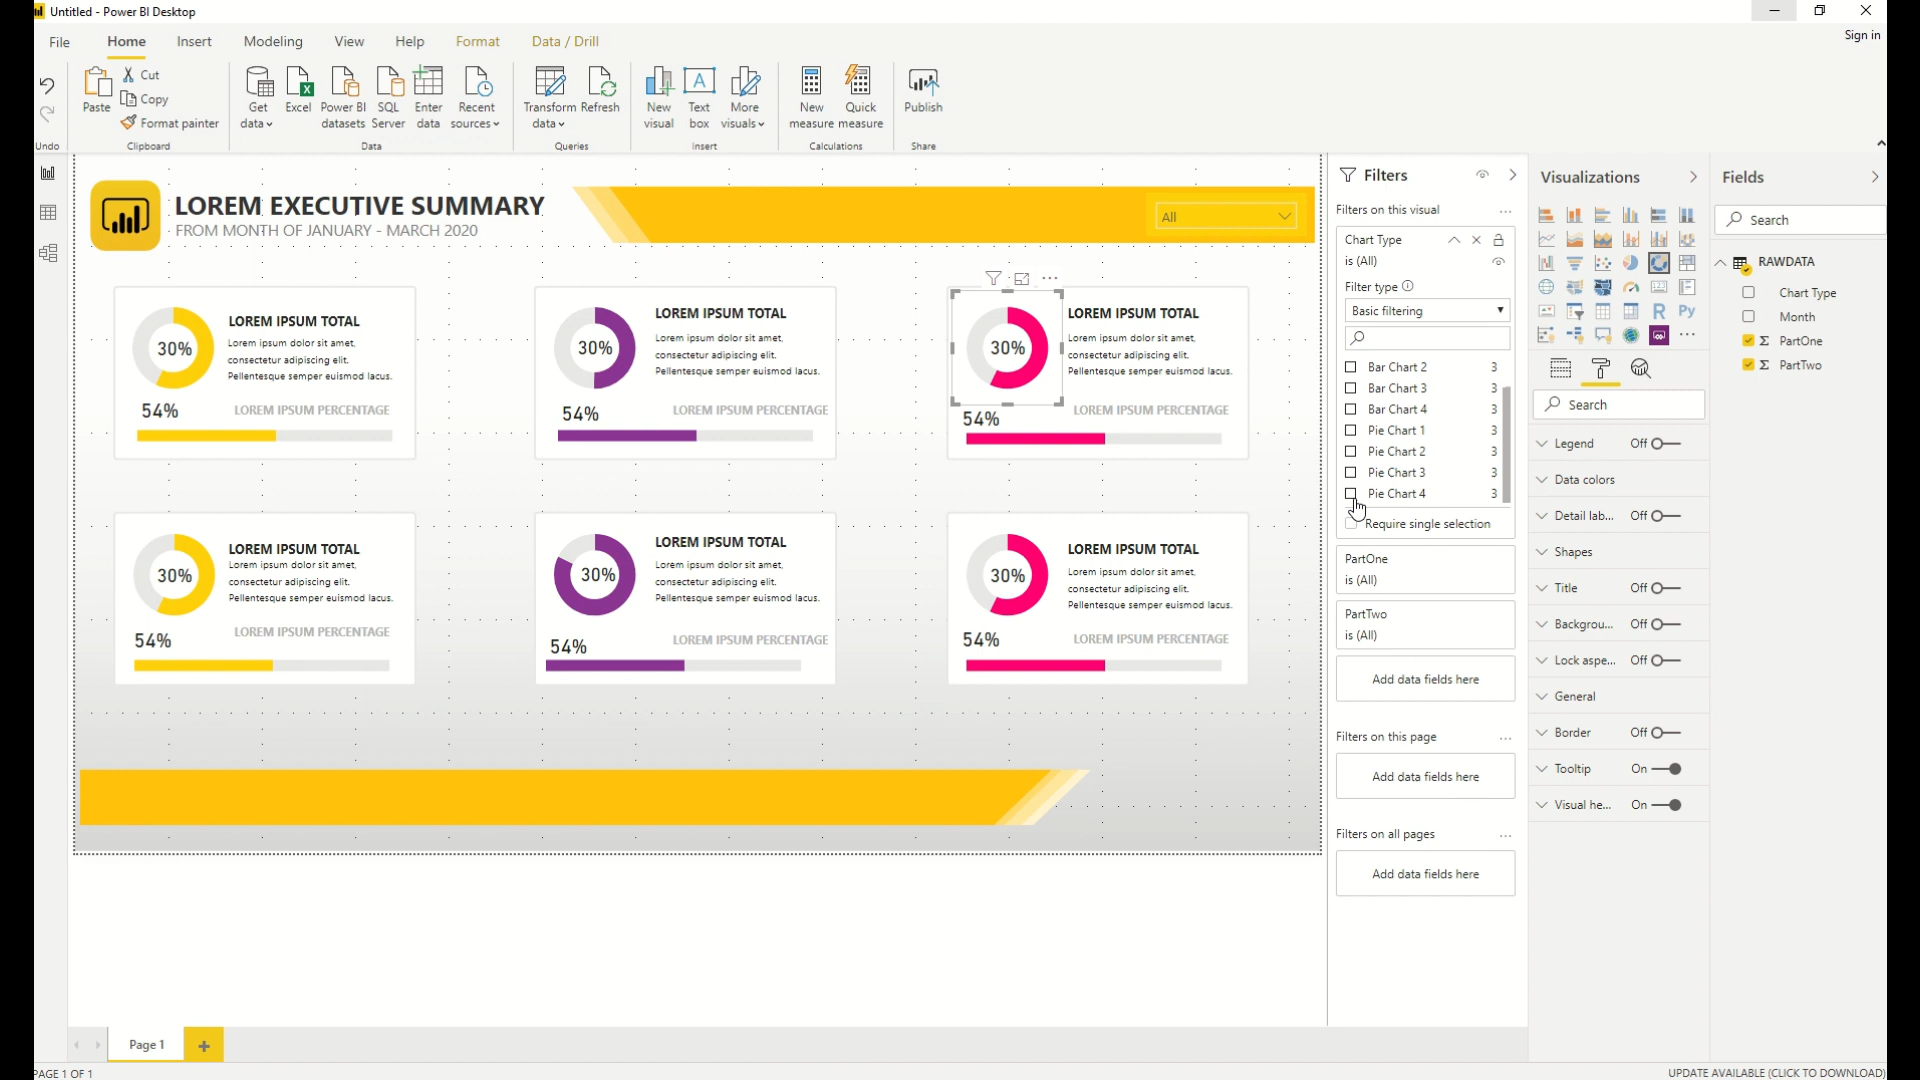 Untitled - Power BI Desktop
File Home Insert Modeling View Help Format Data / Drill
Sign in
Cut
Copy
Format painter
Paste
Get data
Excel
Power BI datasets
SQL Server
Enter data
Recent sources
Transform data
Refresh
New visual
Text box
More visuals
New measure
Quick measure
Publish
Undo Clipboard Data Queries Insert Calculations Share
LOREM EXECUTIVE SUMMARY
FROM MONTH OF JANUARY - MARCH 2020
All
30%
LOREM IPSUM TOTAL
Lorem ipsum dolor sit amet,
consectetur adipiscing elit.
Pellentesque semper euismod lacus.
54%
LOREM IPSUM PERCENTAGE
30%
LOREM IPSUM TOTAL
Lorem ipsum dolor sit amet,
consectetur adipiscing elit.
Pellentesque semper euismod lacus.
54%
LOREM IPSUM PERCENTAGE
30%
LOREM IPSUM TOTAL
Lorem ipsum dolor sit amet,
consectetur adipiscing elit.
Pellentesque semper euismod lacus.
54%
LOREM IPSUM PERCENTAGE
30%
LOREM IPSUM TOTAL
Lorem ipsum dolor sit amet,
consectetur adipiscing elit.
Pellentesque semper euismod lacus.
54%
LOREM IPSUM PERCENTAGE
30%
LOREM IPSUM TOTAL
Lorem ipsum dolor sit amet,
consectetur adipiscing elit.
Pellentesque semper euismod lacus.
54%
LOREM IPSUM PERCENTAGE
30%
LOREM IPSUM TOTAL
Lorem ipsum dolor sit amet,
consectetur adipiscing elit.
Pellentesque semper euismod lacus.
54%
LOREM IPSUM PERCENTAGE
Filters
Filters on this visual ...
Chart Type
is (All)
Filter type
Basic filtering
Bar Chart 2 3
Bar Chart 3 3
Bar Chart 4 3
Pie Chart 1 3
Pie Chart 2 3
Pie Chart 3 3
Pie Chart 4 3
Require single selection
PartOne
is (All)
PartTwo
is (All)
Add data fields here
Filters on this page ...
Add data fields here
Filters on all pages ...
Add data fields here
Visualizations
R Py
Search
Legend Off
Data colors
Detail lab... Off
Shapes
Title Off
Backgrou... Off
Lock aspe... Off
General
Border Off
Tooltip On
Visual he... On
Fields
Search
RAWDATA
Chart Type
Month
Σ PartOne
Σ PartTwo
Page 1 +
PAGE 1 OF 1
UPDATE AVAILABLE (CLICK TO DOWNLOAD)